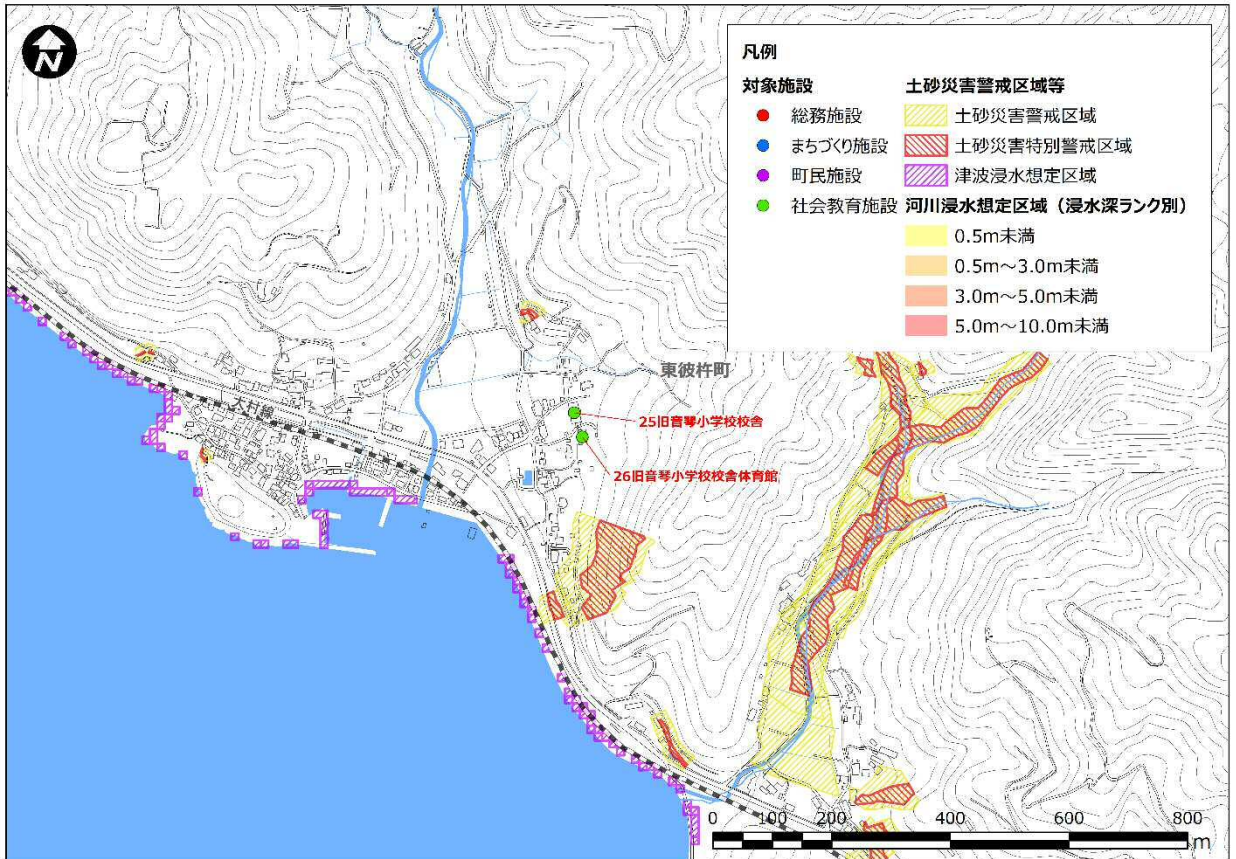 N
凡例
対象施設
土砂災害警戒区域等
総務施設
土砂災害警戒区域
まちづくり施設
土砂災害特別警戒区域
町民施設
津波浸水想定区域
社会教育施設
河川浸水想定区域（浸水深ランク別）
0.5m未満
0.5m～3.0m未満
3.0m～5.0m未満
5.0m～10.0m未満
東彼杵町
大村線
25旧音琴小学校校舎
26旧音琴小学校校舎体育館
0 100 200 400 600 800
m